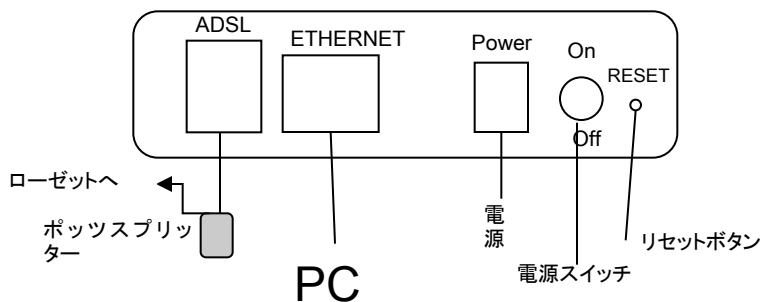 ADSL
ETHERNET
Power
On
RESET
Off
ローゼットへ
ポッツスプリッ
ター
電
源
リセットボタン
電源スイッチ
PC